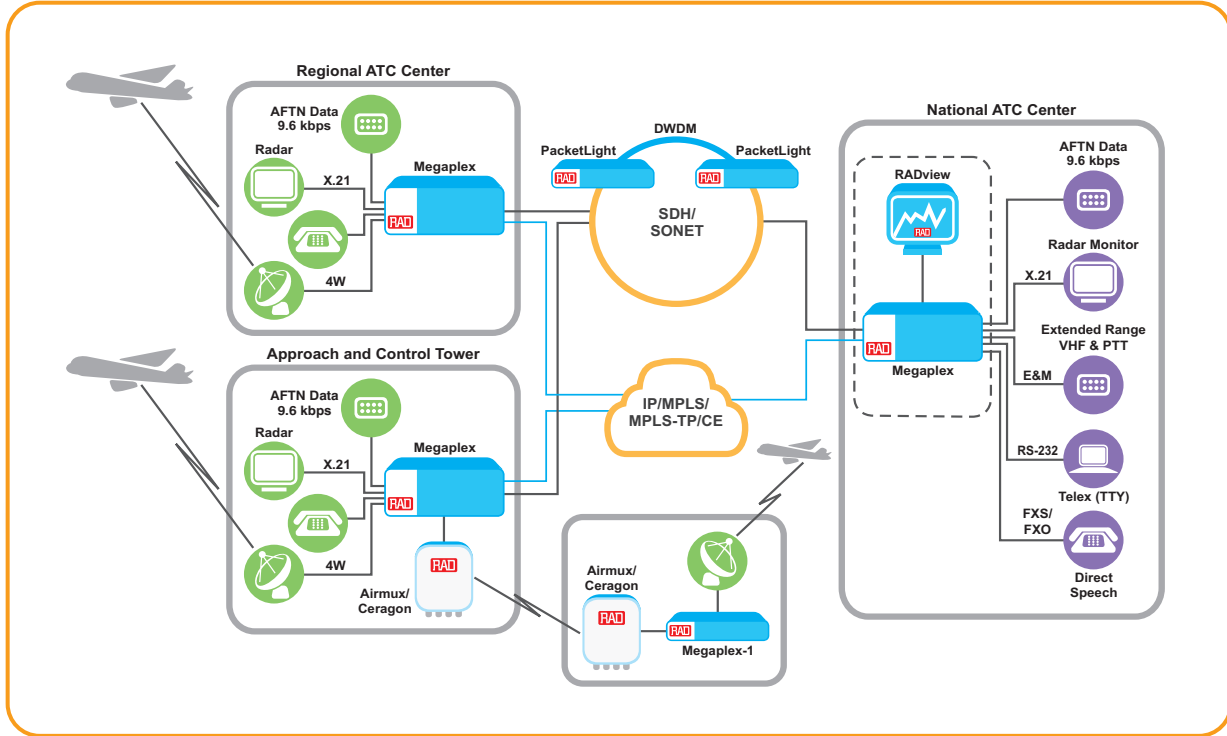 Regional ATC Center
AFTN Data
9.6 kbps
Radar
X.21
Megaplex
RAD
4W
Approach and Control Tower
AFTN Data
9.6 kbps
Radar
X.21
Megaplex
RAD
4W
RAD
Airmux/
Ceragon
DWDM
PacketLight
PacketLight
RAD
RAD
SDH/
SONET
IP/MPLS/
MPLS-TP/CE
Airmux/
Ceragon
RAD
RAD
Megaplex-1
National ATC Center
RADview
RAD
RAD
Megaplex
AFTN Data
9.6 kbps
Radar Monitor
X.21
Extended Range
VHF & PTT
E&M
RS-232
Telex (TTY)
FXS/
FXO
Direct
Speech